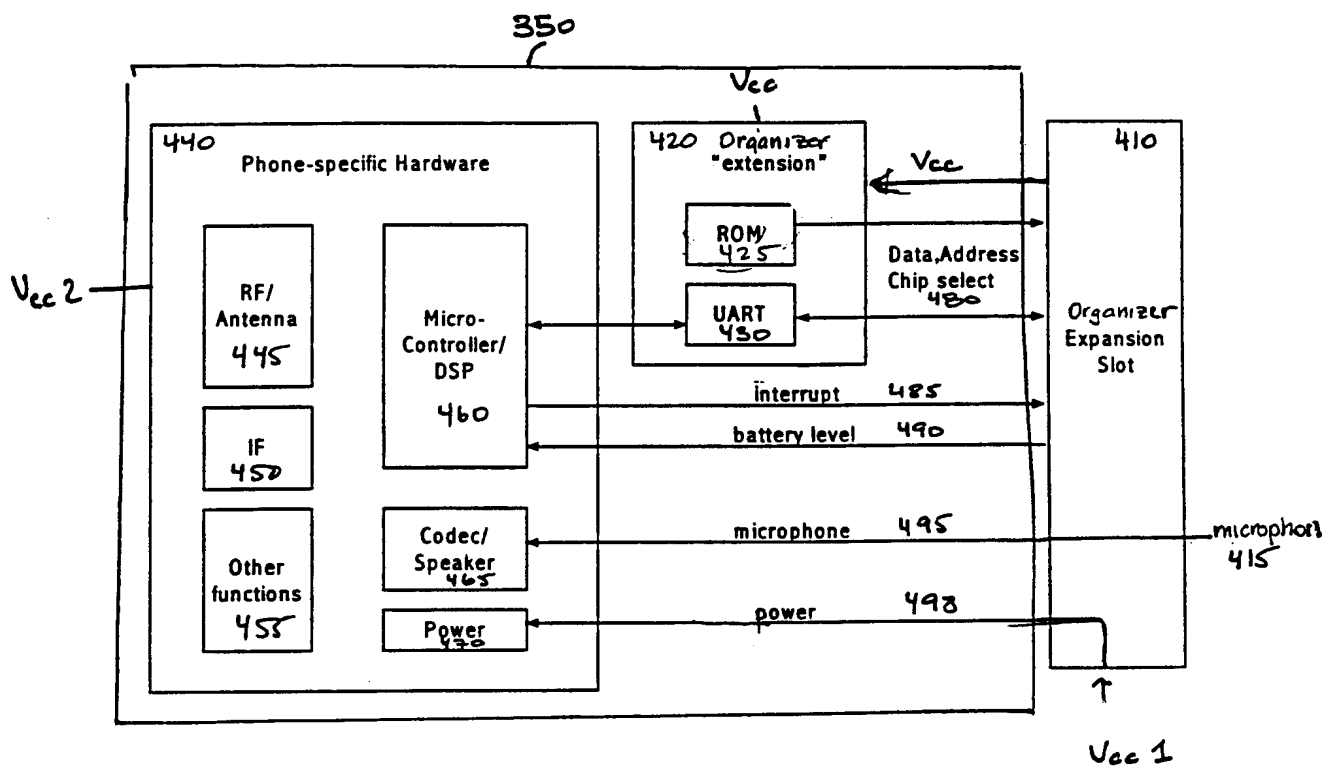 350
Vcc
440
Phone-specific Hardware
420 Organizer
"extension"
410
Vcc
ROM
425
Data,Address
Chip select
480
UART
430
Vcc 2
RF/
Antenna
445
Micro-
Controller/
DSP
460
Organizer
Expansion
Slot
interrupt 485
battery level 490
IF
450
Codec/
Speaker
465
microphone 495
microphone
415
Other
functions
455
Power
470
power 498
Vcc 1